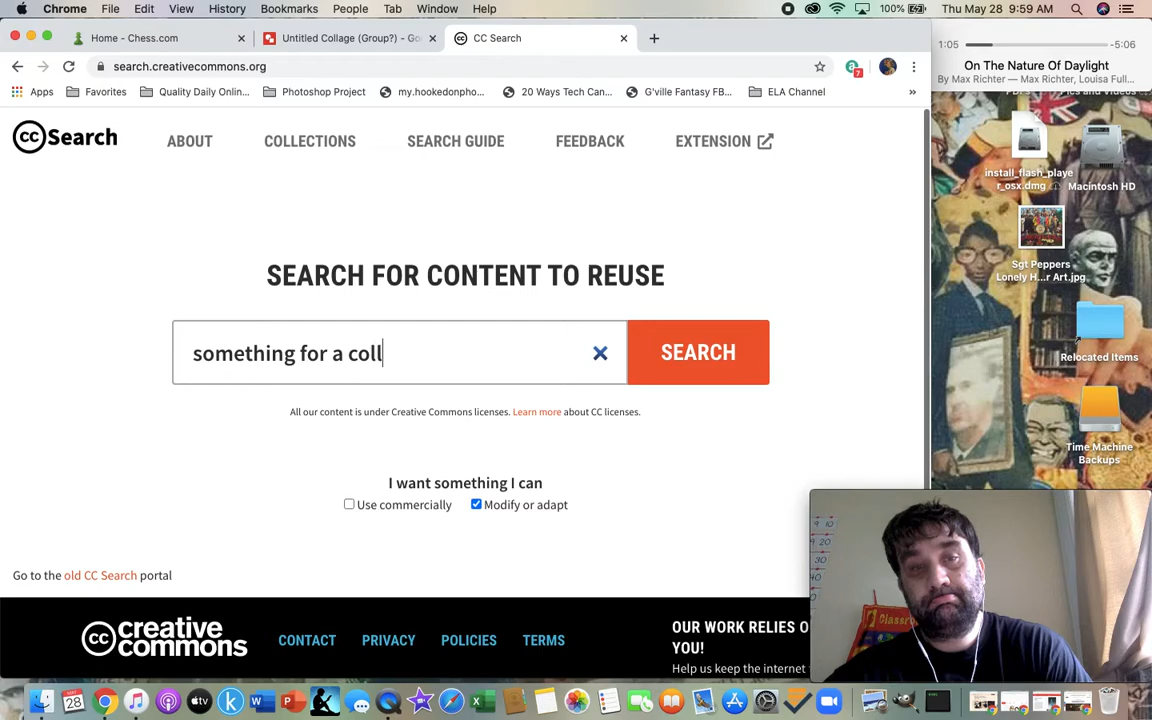 Chrome File Edit View History Bookmarks People Tab Window Help 100% Thu May 28 9:59 AM
Home - Chess.com Untitled Collage (Group?) - Go CC Search
1:05 -5:06
On The Nature Of Daylight
By Max Richter — Max Richter, Louisa Full...
search.creativecommons.org 7
Apps Favorites Quality Daily Onlin... Photoshop Project my.hookedonpho... 20 Ways Tech Can... G'ville Fantasy FB... ELA Channel »
cc Search ABOUT COLLECTIONS SEARCH GUIDE FEEDBACK EXTENSION
install_flash_playe
r_osx.dmg
Macintosh HD
Sgt Peppers
Lonely H...r Art.jpg
Relocated Items
Time Machine
Backups
SEARCH FOR CONTENT TO REUSE
something for a coll SEARCH
All our content is under Creative Commons licenses. Learn more about CC licenses.
I want something I can
Use commercially Modify or adapt
Go to the old CC Search portal
cc creative
commons
CONTACT PRIVACY POLICIES TERMS
OUR WORK RELIES O
YOU!
Help us keep the internet
28